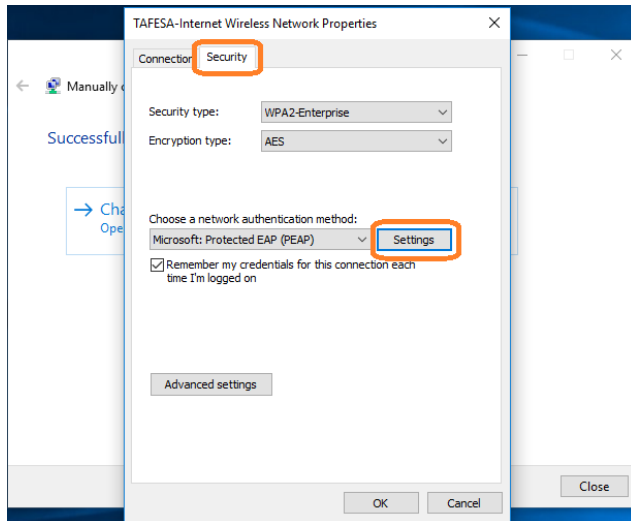 TAFESA-Internet Wireless Network Properties
Connection Security
Manually
Successfull
Security type: WPA2-Enterprise
Encryption type: AES
Cha
Ope
Choose a network authentication method:
Microsoft: Protected EAP (PEAP) Settings
Remember my credentials for this connection each
time I'm logged on
Advanced settings
Close
OK Cancel